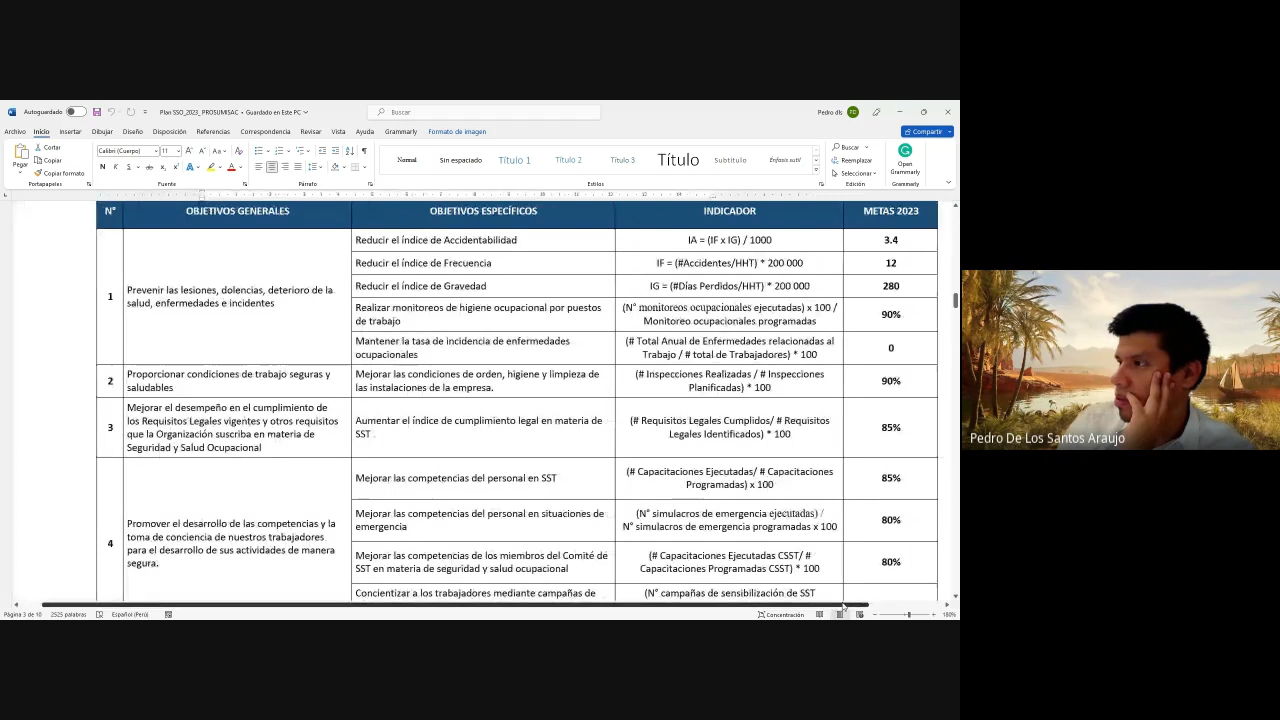 Autoguardado
Plan SSO_2023_ PROSUMISAC • Guardado en Este PC
Buscar
Pedro dls
Archivo Inicio Insertar Dibujar Diseño Disposición Referencias Correspondencia Revisar Vista Ayuda Grammarly Formato de imagen
Compartir
Pegar
Cortar
Copiar
Copiar formato
Portapapeles
Calibri (Cuerpo) 11
Fuente
Párrafo
Normal Sin espaciado Título 1 Título 2 Título 3 Título Subtítulo Énfasis sutil
Estilos
Buscar
Reemplazar
Seleccionar
Edición
Open
Grammarly
Grammarly
N° OBJETIVOS GENERALES OBJETIVOS ESPECÍFICOS INDICADOR METAS 2023
1
Prevenir las lesiones, dolencias, deterioro de la
salud, enfermedades e incidentes
Reducir el índice de Accidentabilidad
IA = (IF x IG) / 1000
3.4
Reducir el índice de Frecuencia
IF = (#Accidentes/HHT) * 200 000
12
Reducir el índice de Gravedad
IG = (#Días Perdidos/HHT) * 200 000
280
Realizar monitoreos de higiene ocupacional por puestos
de trabajo
(N° monitoreos ocupacionales ejecutadas) x 100 /
Monitoreo ocupacionales programadas
90%
Mantener la tasa de incidencia de enfermedades
ocupacionales
(# Total Anual de Enfermedades relacionadas al
Trabajo / # total de Trabajadores) * 100
0
2
Proporcionar condiciones de trabajo seguras y
saludables
Mejorar las condiciones de orden, higiene y limpieza de
las instalaciones de la empresa.
(# Inspecciones Realizadas / # Inspecciones
Planificadas) * 100
90%
3
Mejorar el desempeño en el cumplimiento de
los Requisitos Legales vigentes y otros requisitos
que la Organización suscriba en materia de
Seguridad y Salud Ocupacional
Aumentar el índice de cumplimiento legal en materia de
SST
(# Requisitos Legales Cumplidos/ # Requisitos
Legales Identificados) * 100
85%
4
Promover el desarrollo de las competencias y la
toma de conciencia de nuestros trabajadores
para el desarrollo de sus actividades de manera
segura.
Mejorar las competencias del personal en SST
(# Capacitaciones Ejecutadas/ # Capacitaciones
Programadas) x 100
85%
Mejorar las competencias del personal en situaciones de
emergencia
(N° simulacros de emergencia ejecutadas) /
N° simulacros de emergencia programadas x 100
80%
Mejorar las competencias de los miembros del Comité de
SST en materia de seguridad y salud ocupacional
(# Capacitaciones Ejecutadas CSST/ #
Capacitaciones Programadas CSST) * 100
80%
Concientizar a los trabajadores mediante campañas de
(N° campañas de sensibilización de SST
Página 3 de 10 2525 palabras Español (Perú)
Concentración
180%
Pedro De Los Santos Araujo